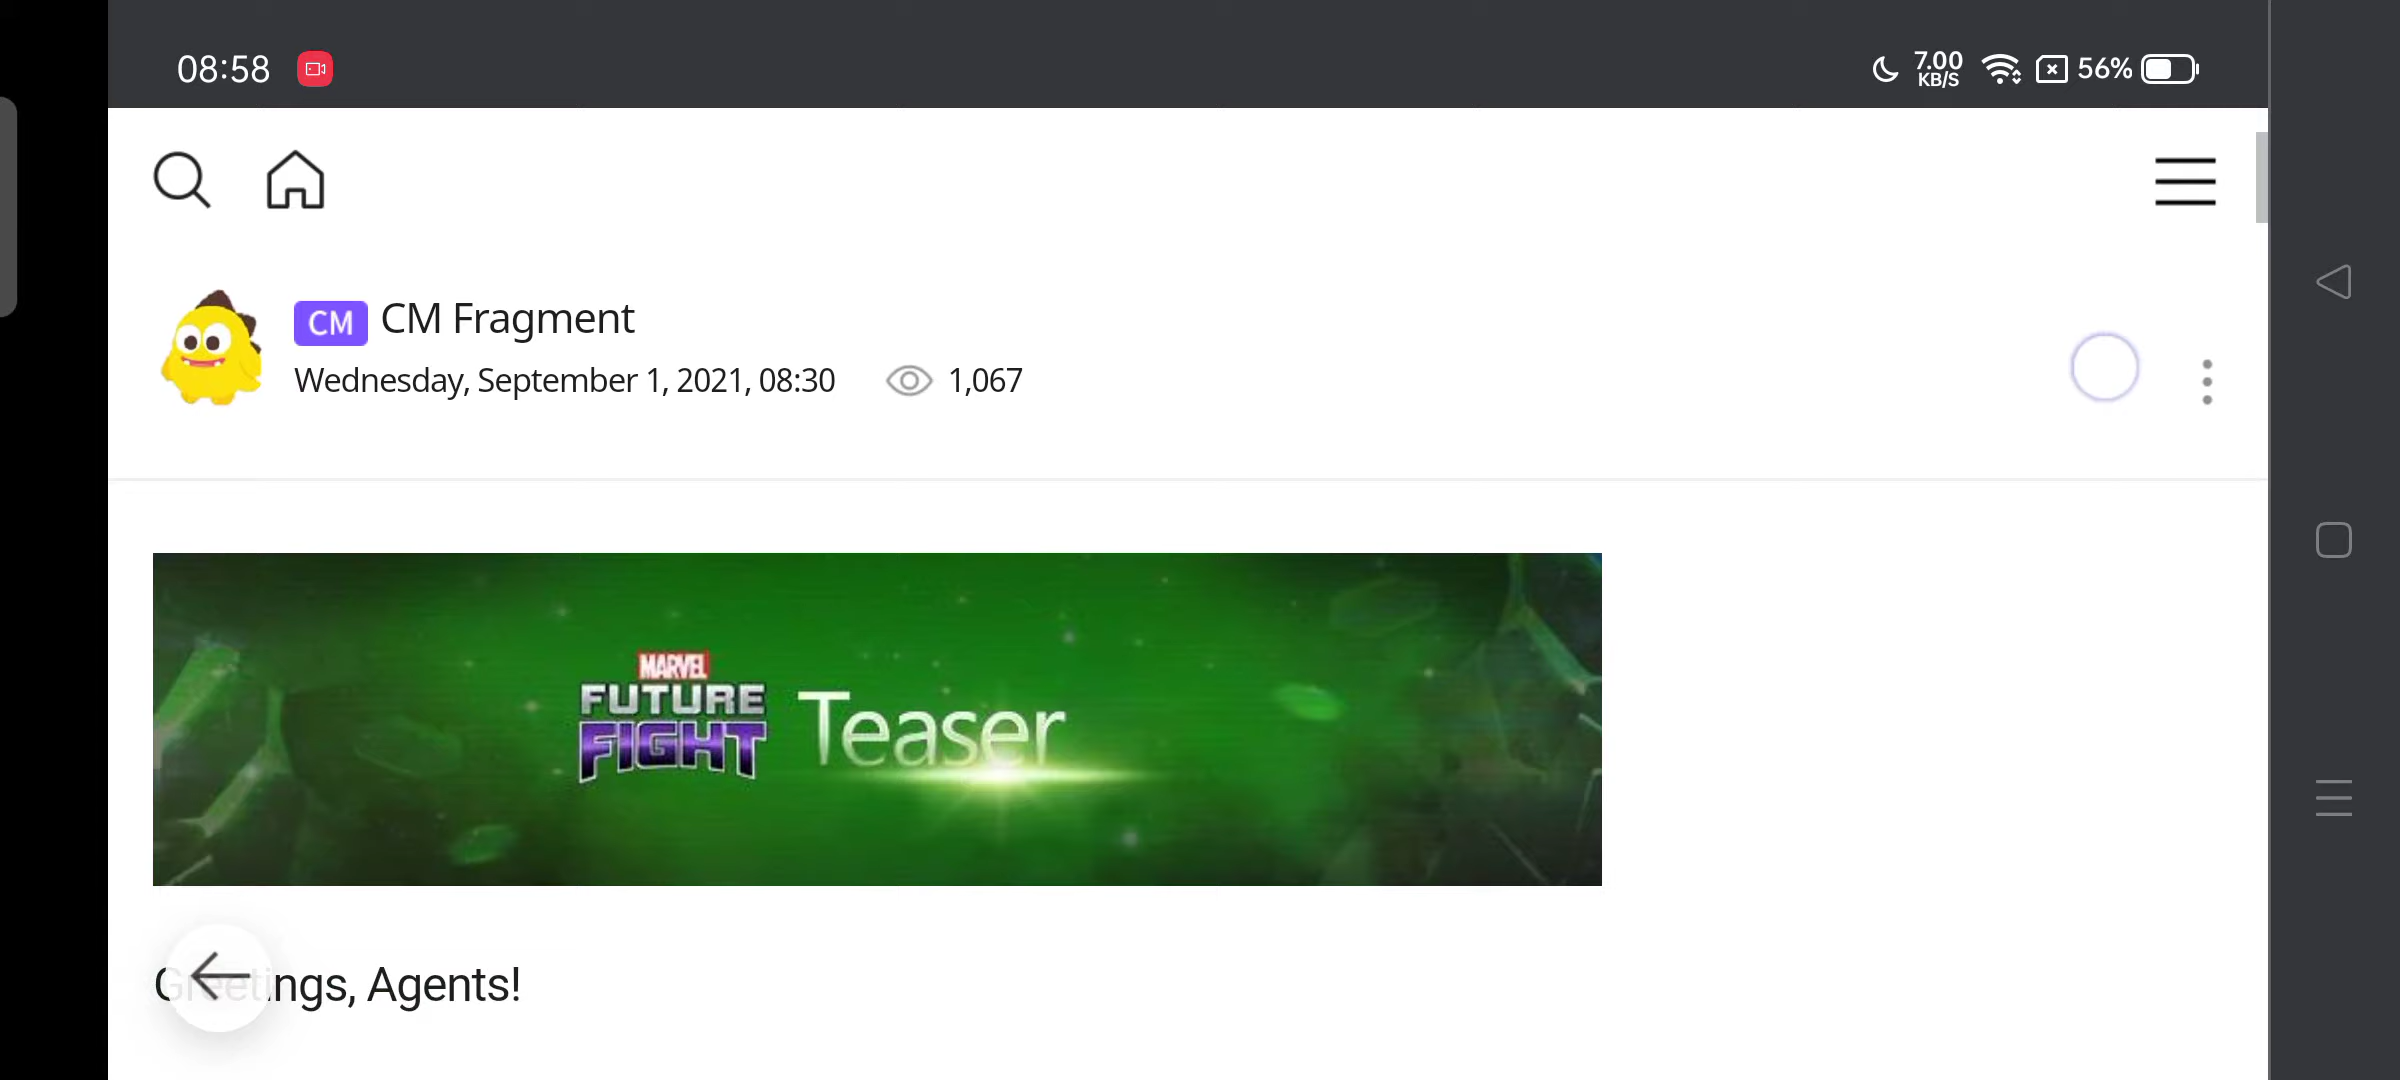 08:58
7.00
KB/S
56%
CM CM Fragment
Wednesday, September 1, 2021, 08:30 1,067
MARVEL
FUTURE
FIGHT
Teaser
Greetings, Agents!